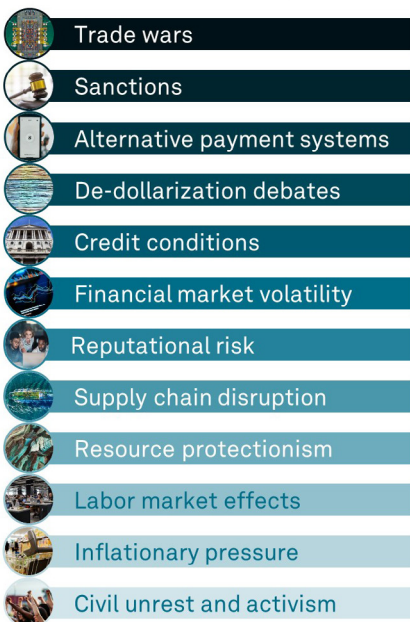 Trade wars
Sanctions
Alternative payment systems
De-dollarization debates
Credit conditions
Financial market volatility
Reputational risk
Supply chain disruption
Resource protectionism
Labor market effects
Inflationary pressure
Civil unrest and activism